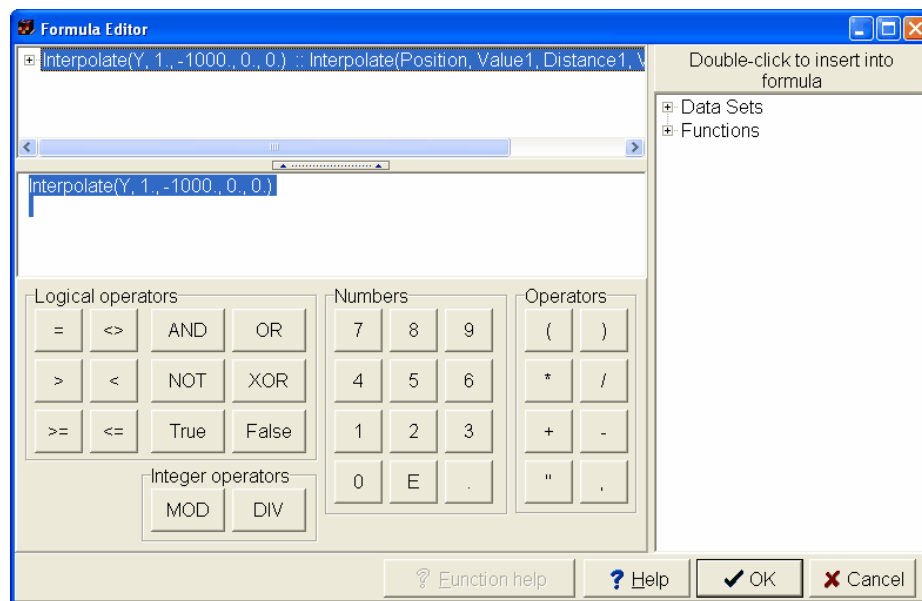 Formula Editor
Interpolate(Y, 1., -1000., 0., 0.) :: Interpolate(Position, Value1, Distance1, V
Double-click to insert into
formula
Data Sets
Functions
Interpolate(Y, 1., -1000., 0., 0.)
Logical operators
Numbers
Operators
= <> AND OR 7 8 9 ( )
> < NOT XOR 4 5 6 * /
>= <= True False 1 2 3 + -
Integer operators
0 E . " ,
MOD DIV
? Function help
? Help
OK
Cancel